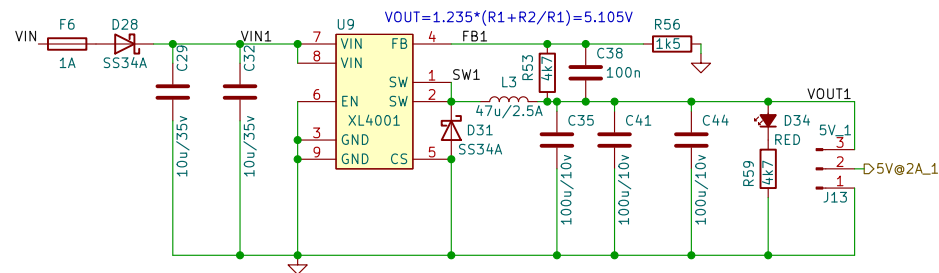 VOUT=1.235*(R1+R2/R1)=5.105V
F6
D28
U9
R56
VIN
VIN1
7
VIN
FB
4
FB1
1A
SS34A
C29
C32
8
VIN
R53
4k7
C38
100n
1k5
SW
1
SW1
L3
6
EN
SW
2
47u/2.5A
VOUT1
10u/35v
10u/35v
XL4001
D31
C35
C41
C44
D34
5V_1
3
GND
SS34A
RED
3
9
GND
CS
5
100u/10v
100u/10v
100u/10v
R59
4k7
2
5V@2A_1
1
J13